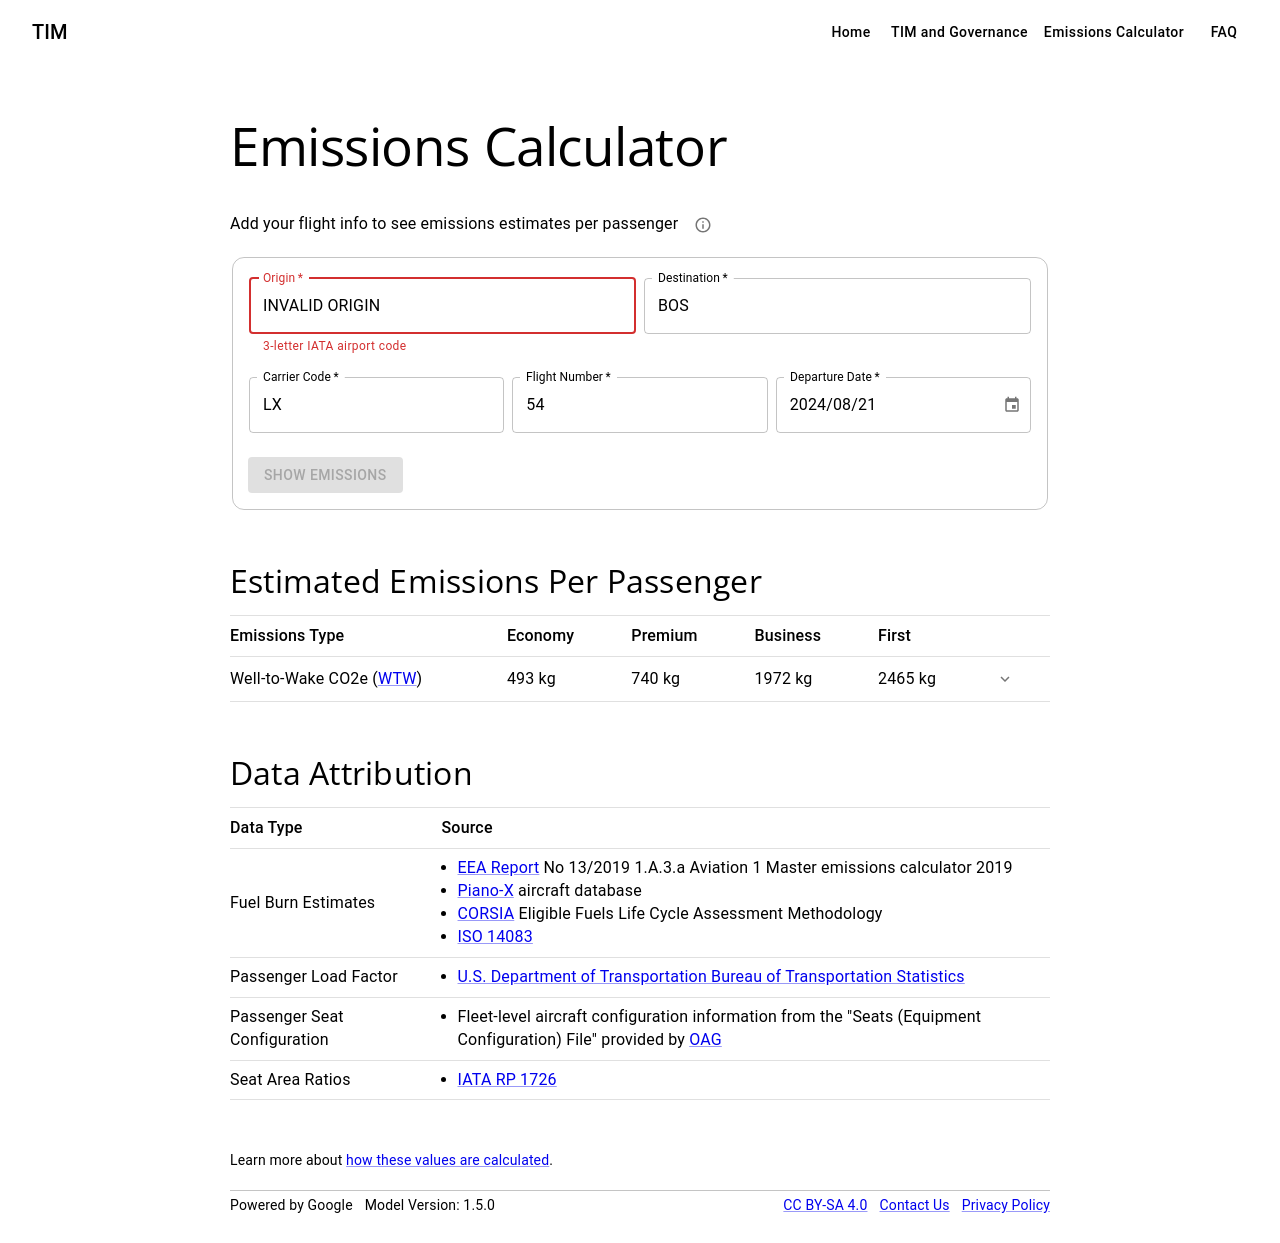 TIM
Home TIM and Governance Emissions Calculator FAQ
Emissions Calculator
Add your flight info to see emissions estimates per passenger
Origin *
INVALID ORIGIN
3-letter IATA airport code
Destination *
BOS
Carrier Code *
LX
Flight Number *
54
Departure Date *
2024/08/21
SHOW EMISSIONS
Estimated Emissions Per Passenger
Emissions Type Economy Premium Business First
Well-to-Wake CO2e (WTW) 493 kg 740 kg 1972 kg 2465 kg
Data Attribution
Data Type Source
Fuel Burn Estimates
EEA Report No 13/2019 1.A.3.a Aviation 1 Master emissions calculator 2019
Piano-X aircraft database
CORSIA Eligible Fuels Life Cycle Assessment Methodology
ISO 14083
Passenger Load Factor
U.S. Department of Transportation Bureau of Transportation Statistics
Passenger Seat
Configuration
Fleet-level aircraft configuration information from the "Seats (Equipment
Configuration) File" provided by OAG
Seat Area Ratios
IATA RP 1726
Learn more about how these values are calculated.
Powered by Google Model Version: 1.5.0 CC BY-SA 4.0 Contact Us Privacy Policy